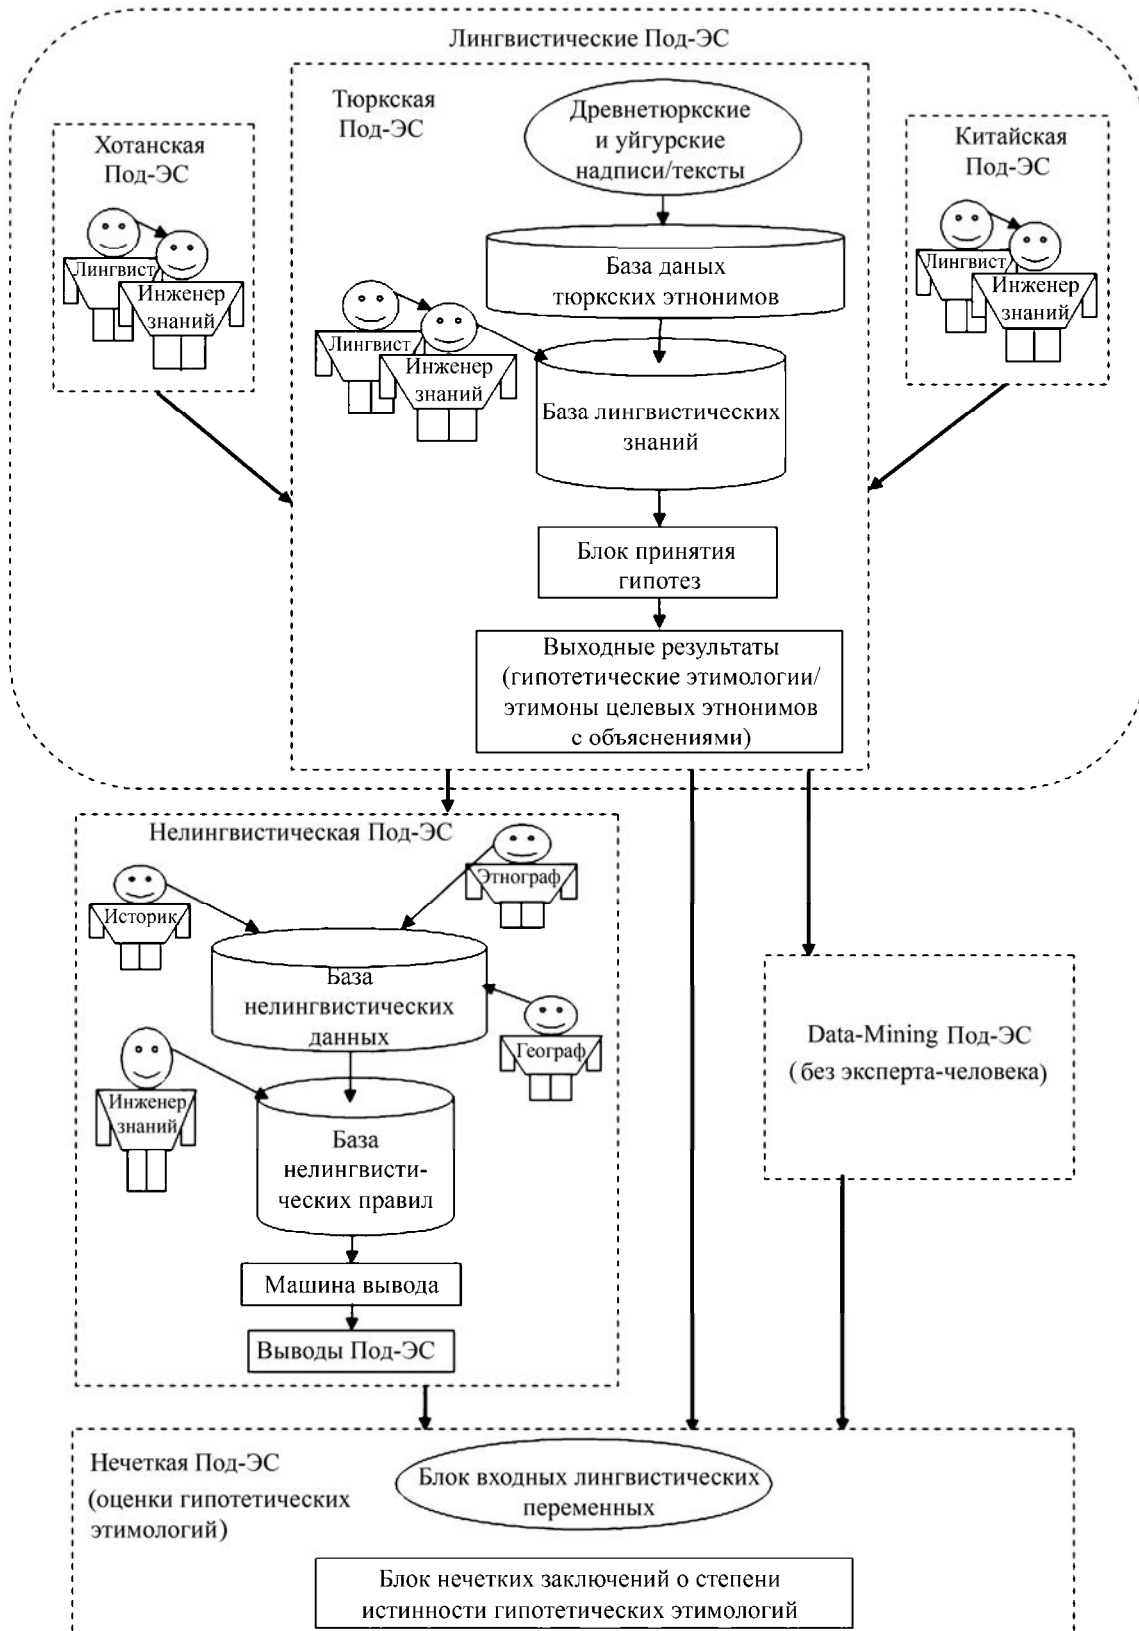 Лингвистические Под-ЭС
Тюркская
Под-ЭС
Древнетюркские
и уйгурские
надписи/тексты
Хотанская
Под-ЭС
Лингвист
Инженер
знаний
Китайская
Под-ЭС
Лингвист
Инженер
знаний
База даных
тюркских этнонимов
Лингвист
Инженер
знаний
База лингвистических
знаний
Блок принятия
гипотез
Выходные результаты
(гипотетические этимологии/
этимоны целевых этнонимов
с объяснениями)
Нелингвистическая Под-ЭС
Историк
Этнограф
База
нелингвистических
данных
Географ
Инженер
знаний
База
нелингвисти-
ческих правил
Машина вывода
Выводы Под-ЭС
Data-Mining Под-ЭС
(без эксперта-человека)
Нечеткая Под-ЭС
(оценки гипотетических
этимологий)
Блок входных лингвистических
переменных
Блок нечетких заключений о степени
истинности гипотетических этимологий